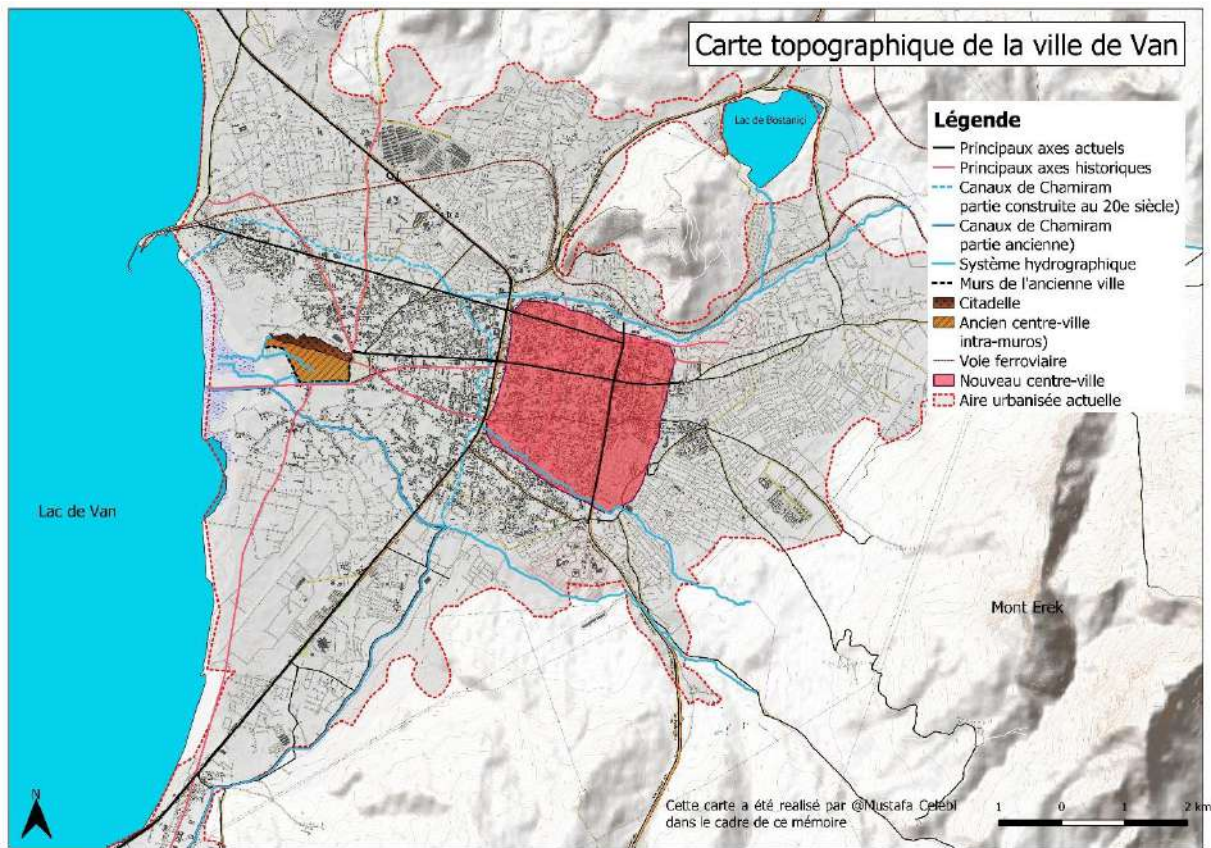 Carte topographique de la ville de Van
Lac de Bostaniçi
Légende
Principaux axes actuels
Principaux axes historiques
Canaux de Chamiram
partie construite au 20e siècle)
Canaux de Chamiram
partie ancienne)
Système hydrographique
Murs de l'ancienne ville
Citadelle
Ancien centre-ville
intra-muros)
Voie ferroviaire
Nouveau centre-ville
Aire urbanisée actuelle
Lac de Van
Mont Erek
N
Cette carte a été realisé par @Mustafa Celebi
dans le cadre de ce mémoire
1 0 1 2 km